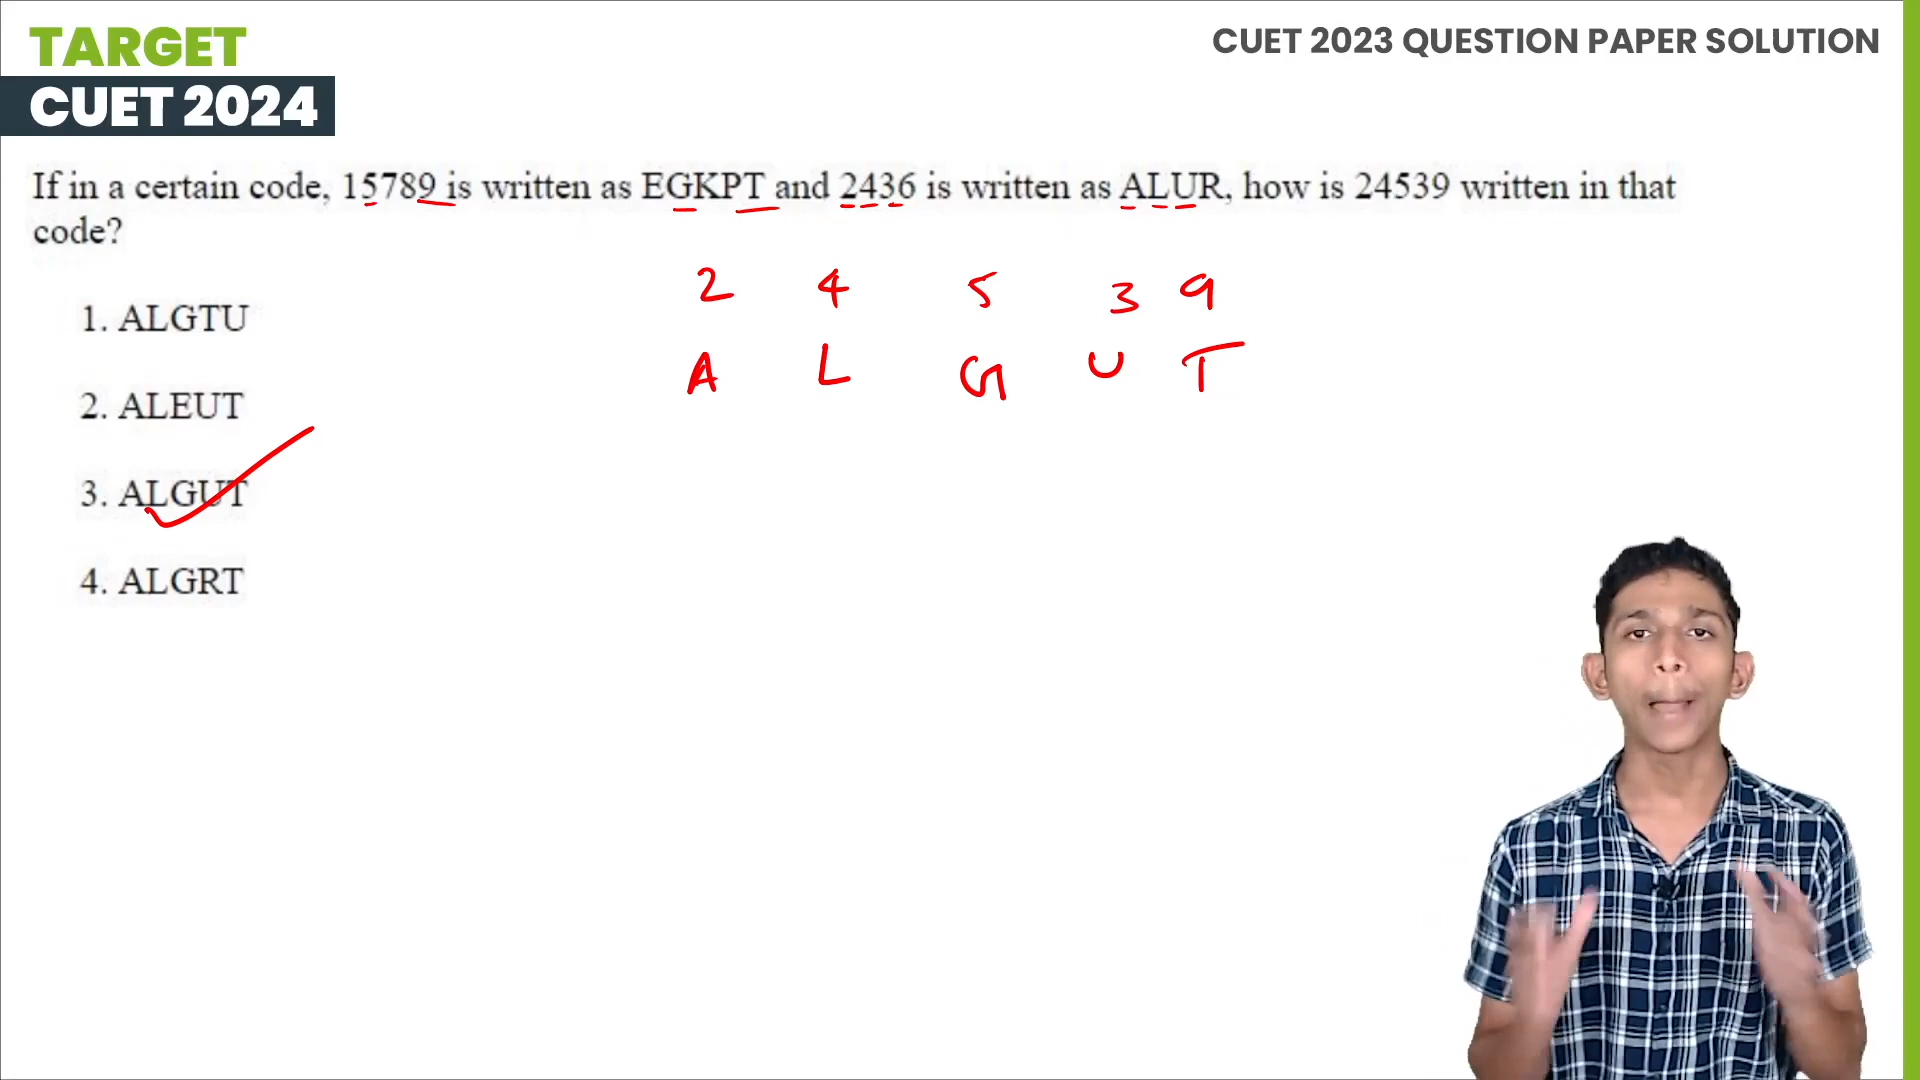 TARGET
CUET 2024
CUET 2023 QUESTION PAPER SOLUTION
If in a certain code, 15789 is written as EGKPT and 2436 is written as ALUR, how is 24539 written in that
code?
2 4 5 3 9
A L G U T
1. ALGTU
2. ALEUT
3. ALGUT
4. ALGRT